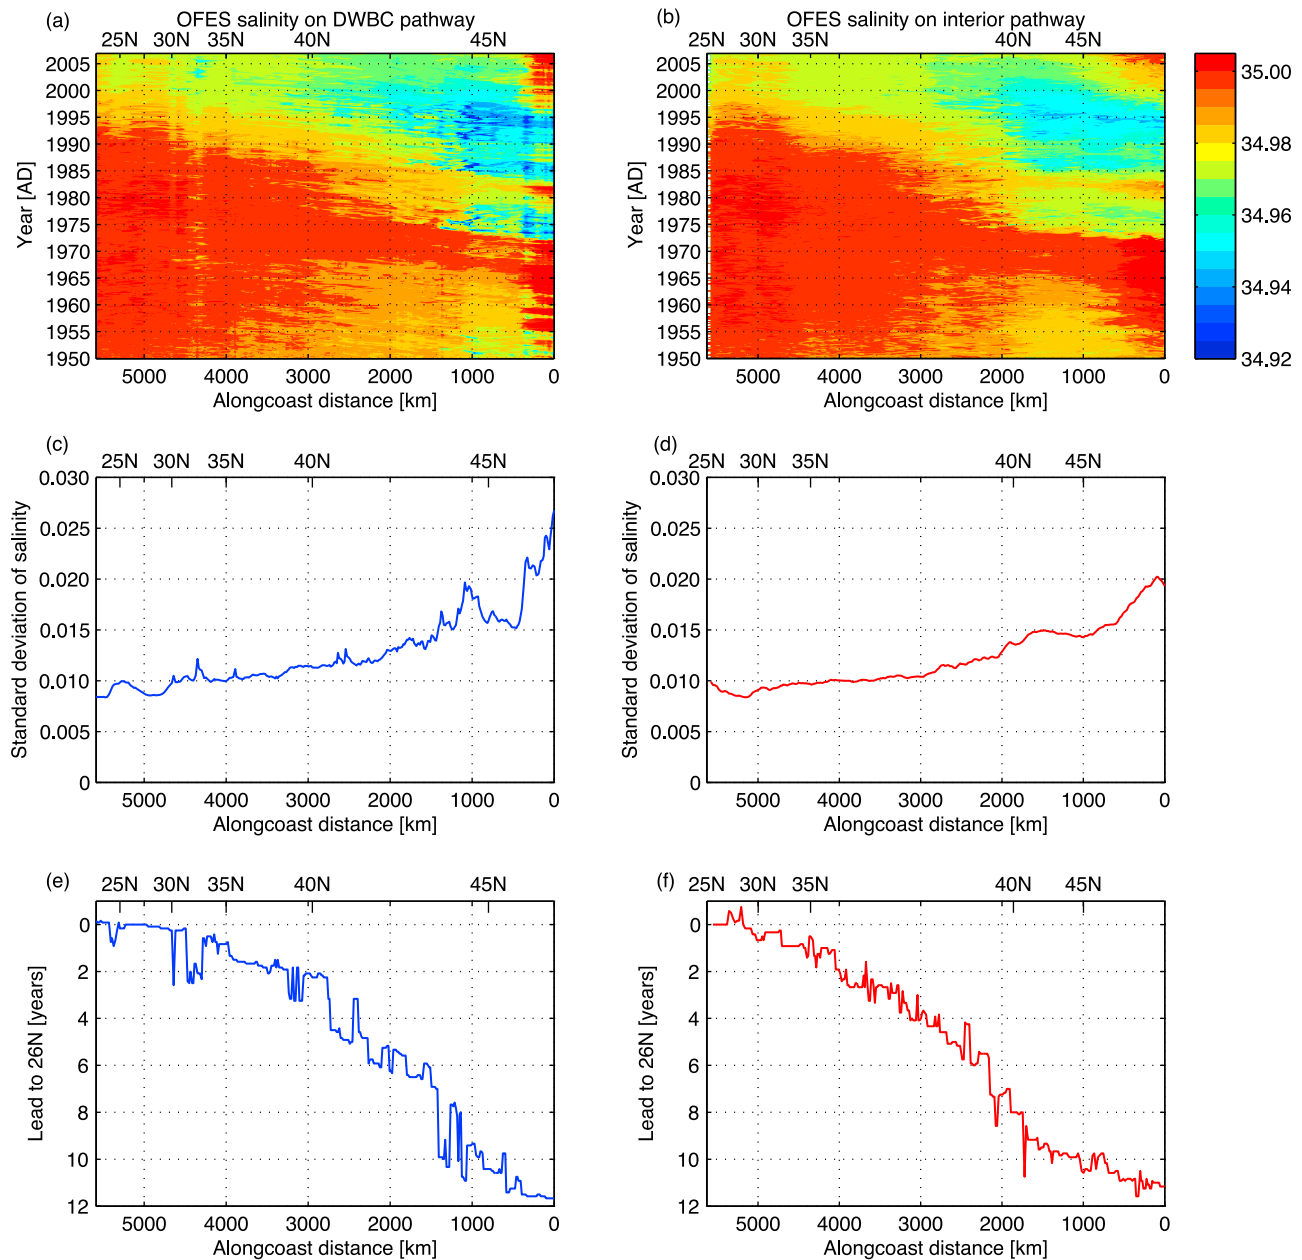 (a) OFES salinity on DWBC pathway
25N 30N 35N 40N 45N
2005
2000
1995
1990
1985
1980
1975
1970
1965
1960
1955
1950
Year [AD]
5000 4000 3000 2000 1000 0
Alongcoast distance [km]
(b) OFES salinity on interior pathway
25N 30N 35N 40N 45N
2005
2000
1995
1990
1985
1980
1975
1970
1965
1960
1955
1950
Year [AD]
5000 4000 3000 2000 1000 0
Alongcoast distance [km]
35.00
34.98
34.96
34.94
34.92
(c)
25N 30N 35N 40N 45N
0.030
0.025
0.020
0.015
0.010
0.005
0
Standard deviation of salinity
5000 4000 3000 2000 1000 0
Alongcoast distance [km]
(d)
25N 30N 35N 40N 45N
0.030
0.025
0.020
0.015
0.010
0.005
0
Standard deviation of salinity
5000 4000 3000 2000 1000 0
Alongcoast distance [km]
(e)
25N 30N 35N 40N 45N
0
2
4
6
8
10
12
Lead to 26N [years]
5000 4000 3000 2000 1000 0
Alongcoast distance [km]
(f)
25N 30N 35N 40N 45N
0
2
4
6
8
10
12
Lead to 26N [years]
5000 4000 3000 2000 1000 0
Alongcoast distance [km]